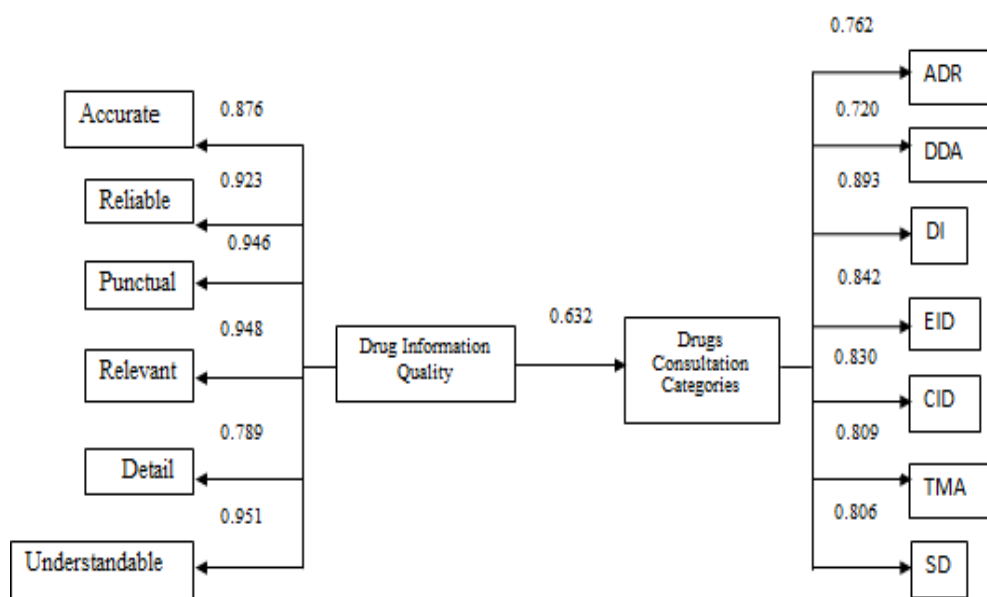 0.762
ADR
Accurate
0.876
0.720
DDA
0.923
0.893
Reliable
DI
0.946
Punctual
0.842
0.632
EID
0.948
Drug Information
Quality
Drugs
Consultation
Categories
0.830
Relevant
CID
0.789
0.809
Detail
TMA
0.951
0.806
Understandable
SD